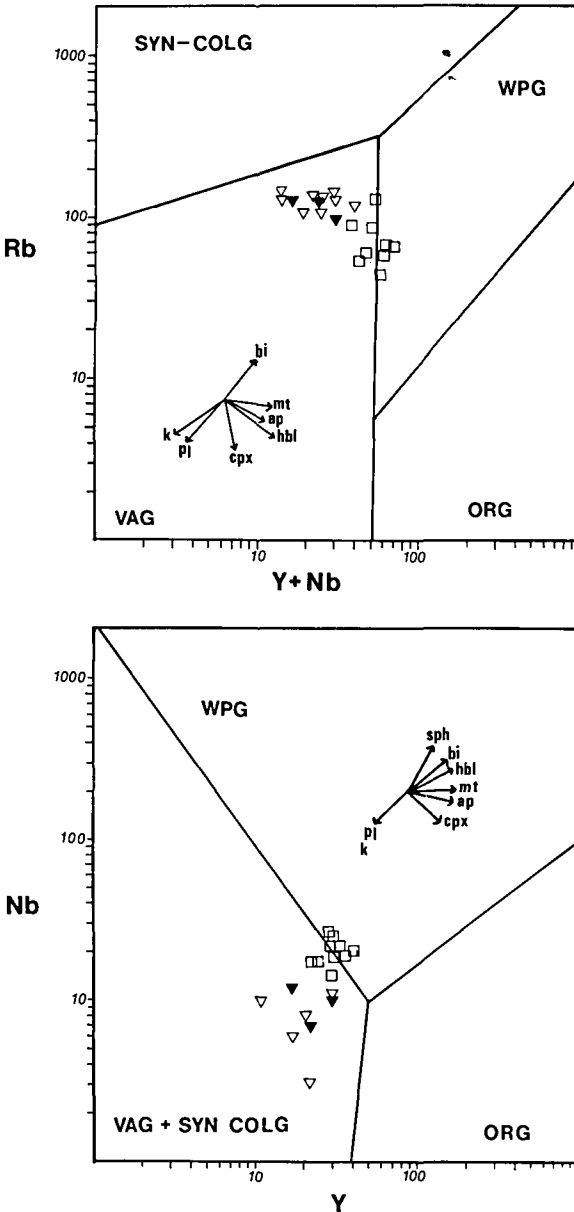 SYN-COLG
1000
WPG
100
Rb
bi
10
mt
ap
k
hbl
pl
cpx
VAG
ORG
10
100
Y+Nb
1000
WPG
sph
bi
hbl
mt
ap
pl
cpx
k
100
Nb
10
VAG + SYN COLG
ORG
10
100
Y